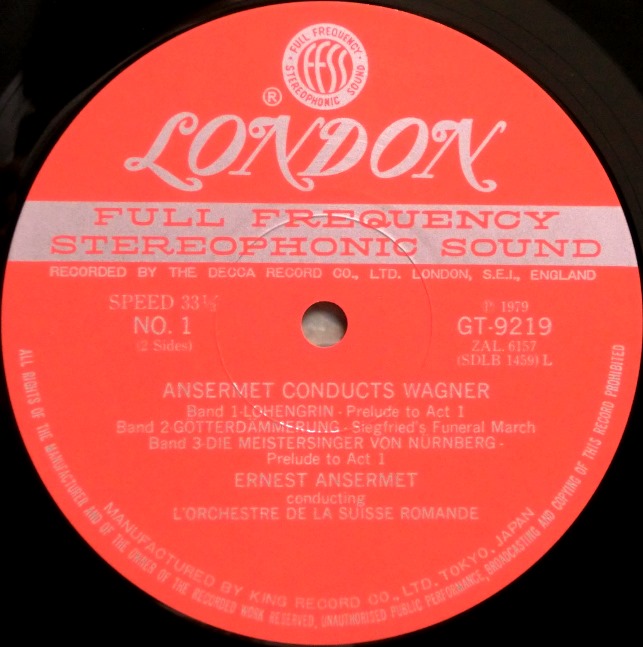 FULL FREQUENCY
ffss
STEREOPHONIC SOUND
®
LONDON
FULL FREQUENCY
STEREOPHONIC SOUND
RECORDED BY THE DECCA RECORD CO., LTD. LONDON, S.E.I., ENGLAND
SPEED 33⅓
NO. 1
(2 Sides)
℗ 1979
GT-9219
ZAL. 6157
(SDLB 1459) L
ANSERMET CONDUCTS WAGNER
Band 1-LOHENGRIN - Prelude to Act 1
Band 2-GÖTTERDÄMMERUNG - Siegfried's Funeral March
Band 3-DIE MEISTERSINGER VON NÜRNBERG -
Prelude to Act 1
ERNEST ANSERMET
conducting
L'ORCHESTRE DE LA SUISSE ROMANDE
MANUFACTURED BY KING RECORD CO., LTD. TOKYO, JAPAN
ALL RIGHTS OF THE MANUFACTURER AND OF THE OWNER OF THE RECORDED WORK RESERVED, UNAUTHORISED PUBLIC PERFORMANCE, BROADCASTING AND COPYING OF THIS RECORD PROHIBITED